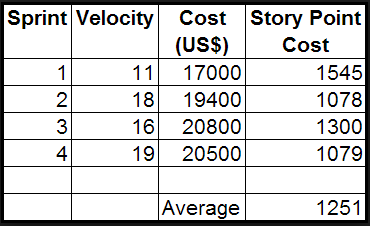 Sprint Velocity Cost (US$) Story Point Cost
1 11 17000 1545
2 18 19400 1078
3 16 20800 1300
4 19 20500 1079
Average 1251